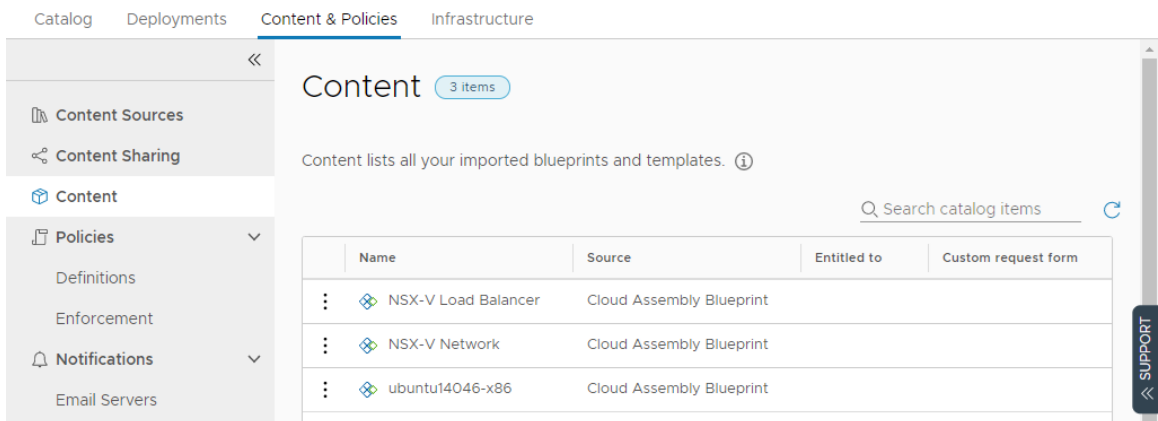 Catalog Deployments Content & Policies Infrastructure
Content Sources
Content Sharing
Content
Policies
Definitions
Enforcement
Notifications
Email Servers
Content 3 items
Content lists all your imported blueprints and templates.
Search catalog items
Name Source Entitled to Custom request form
NSX-V Load Balancer Cloud Assembly Blueprint
NSX-V Network Cloud Assembly Blueprint
ubuntu14046-x86 Cloud Assembly Blueprint
SUPPORT